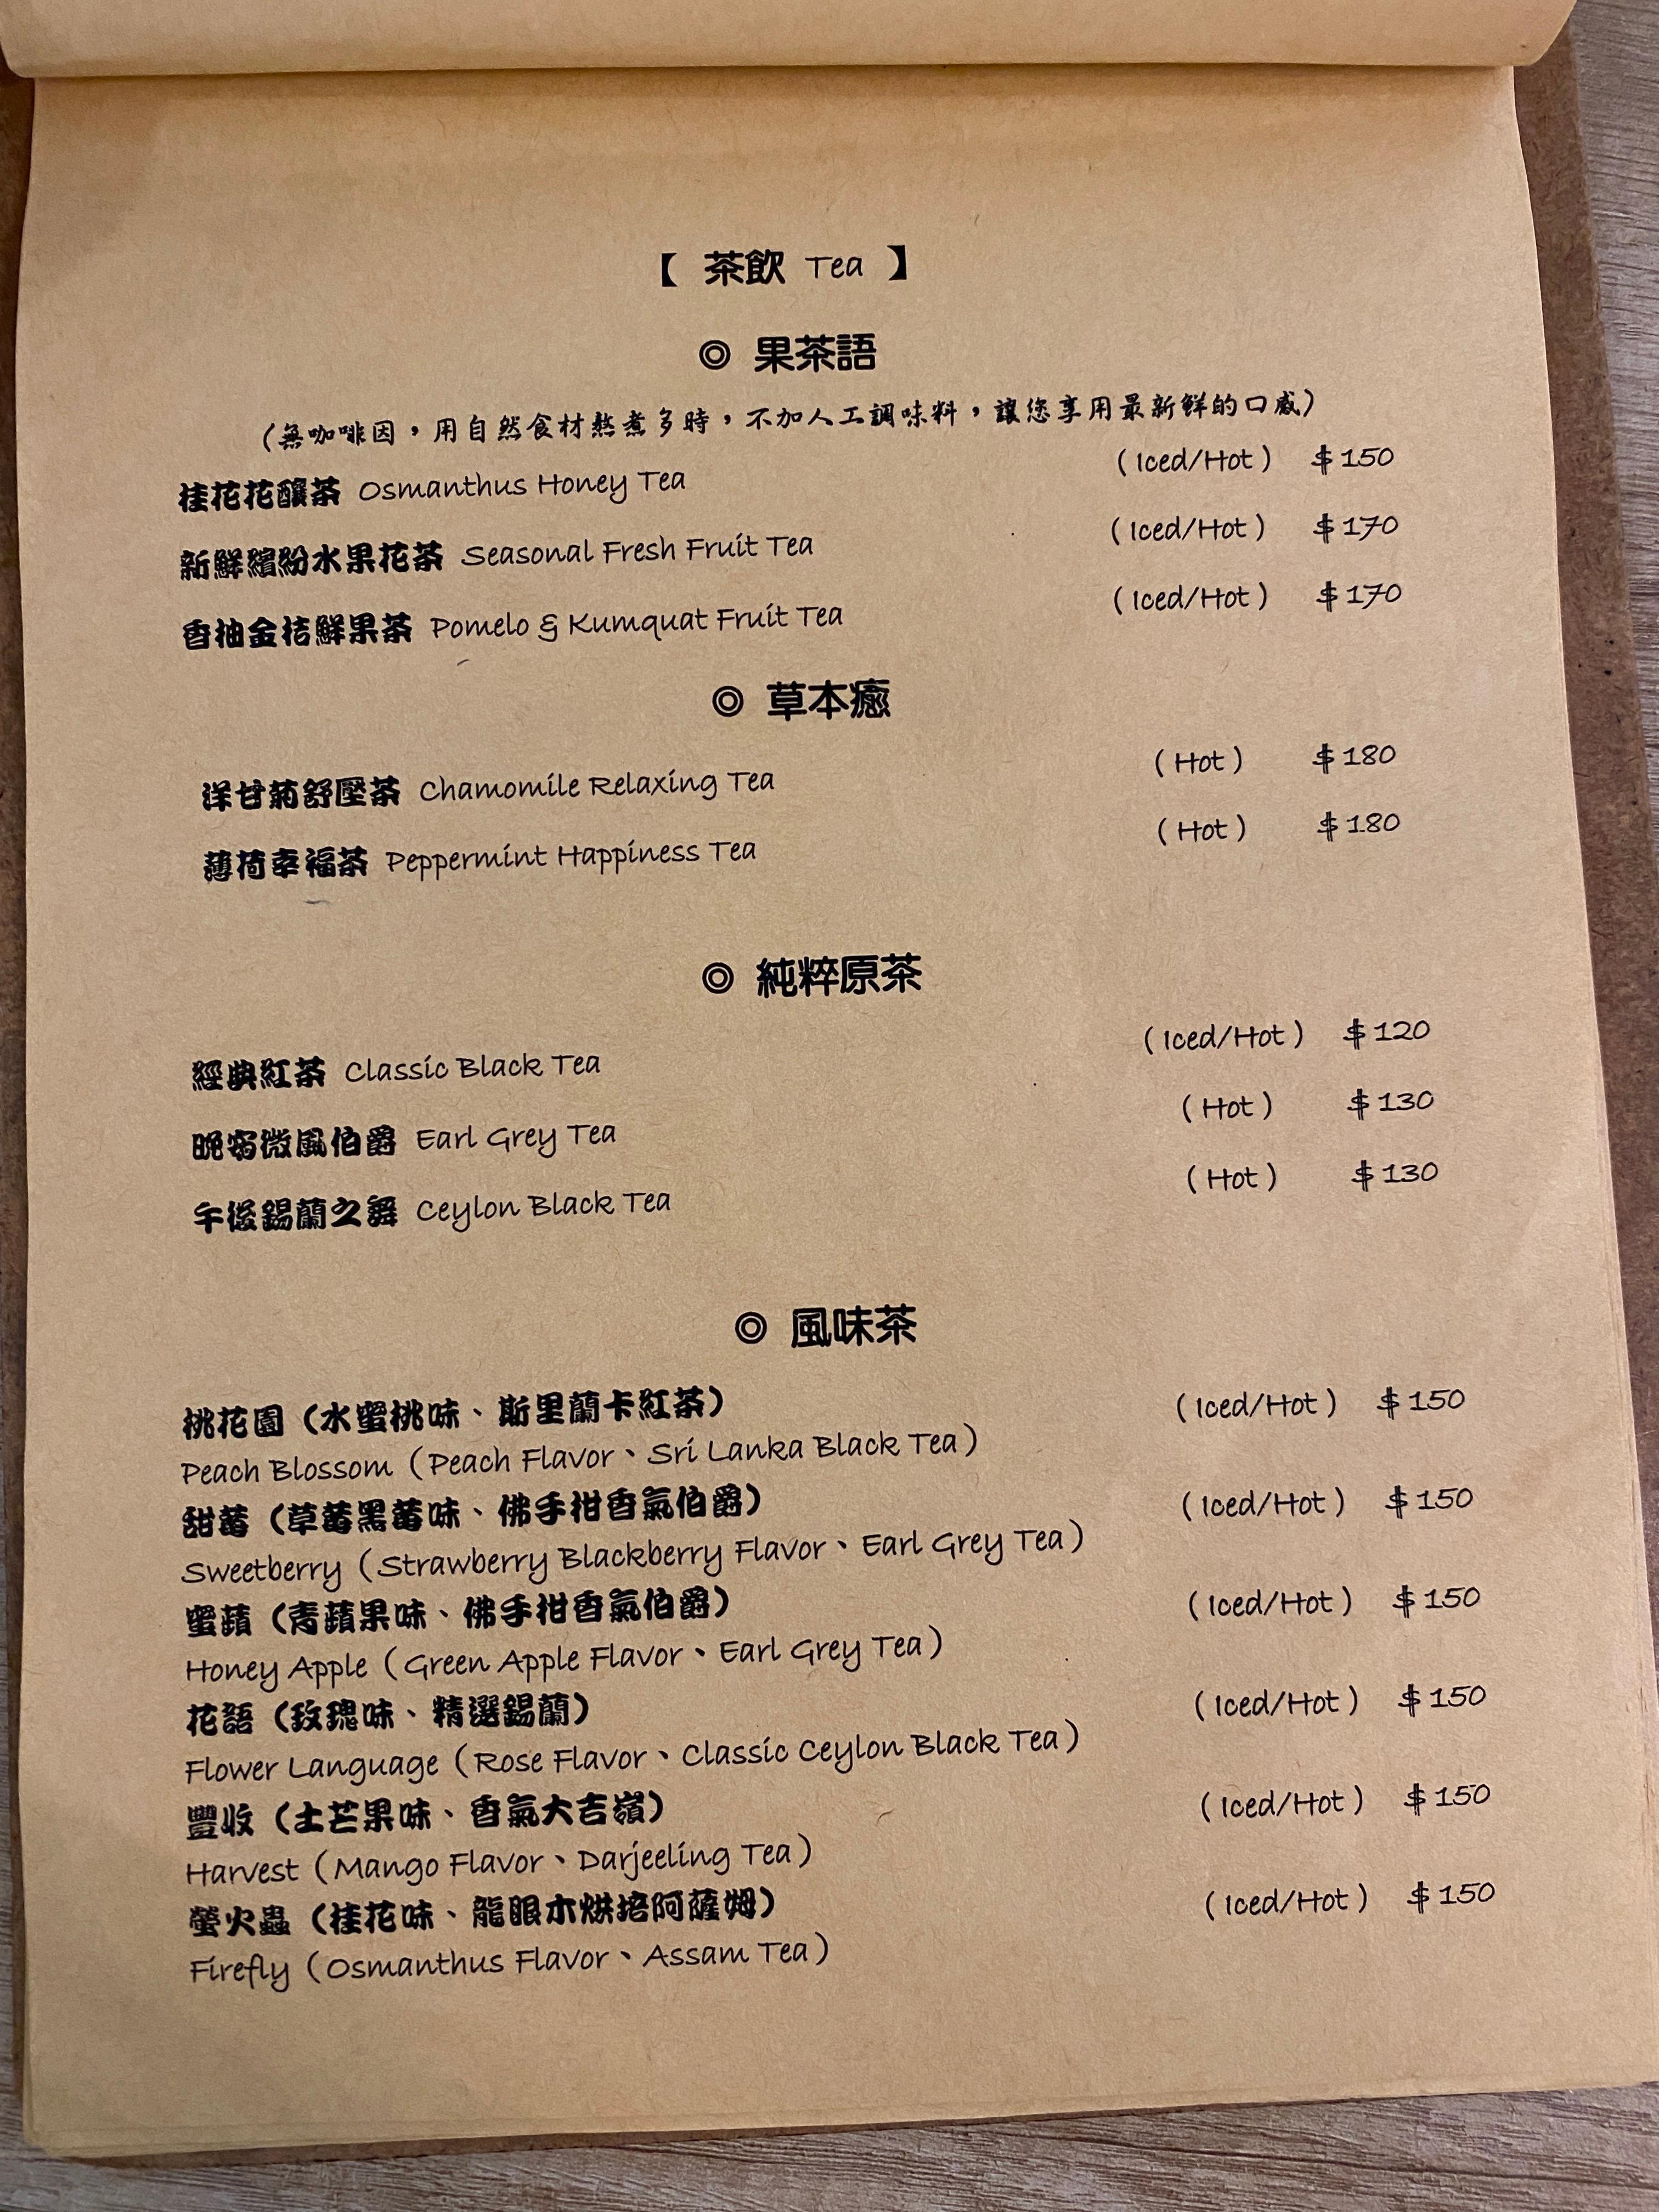 【 茶飲 Tea 】
◎ 果茶語
（無咖啡因，用自然食材熬煮多時，不加人工調味料，讓您享用最新鮮的口感）
桂花花釀茶 Osmanthus Honey Tea (Iced/Hot) $150
新鮮繽紛水果花茶 Seasonal Fresh Fruit Tea (Iced/Hot) $170
香柚金桔鮮果茶 Pomelo & Kumquat Fruit Tea (Iced/Hot) $170
◎ 草本癒
洋甘菊舒壓茶 Chamomile Relaxing Tea (Hot) $180
薄荷幸福茶 Peppermint Happiness Tea (Hot) $180
◎ 純粹原茶
經典紅茶 Classic Black Tea (Iced/Hot) $120
晚宿微風伯爵 Earl Grey Tea (Hot) $130
午後錫蘭之舞 Ceylon Black Tea (Hot) $130
◎ 風味茶
桃花園（水蜜桃味、斯里蘭卡紅茶） (Iced/Hot) $150
Peach Blossom (Peach Flavor、Sri Lanka Black Tea)
甜莓（草莓黑莓味、佛手柑香氣伯爵） (Iced/Hot) $150
Sweetberry (Strawberry Blackberry Flavor、Earl Grey Tea)
蜜蘋（青蘋果味、佛手柑香氣伯爵） (Iced/Hot) $150
Honey Apple (Green Apple Flavor、Earl Grey Tea)
花語（玫瑰味、精選錫蘭） (Iced/Hot) $150
Flower Language (Rose Flavor、Classic Ceylon Black Tea)
豐收（土芒果味、香氣大吉嶺） (Iced/Hot) $150
Harvest (Mango Flavor、Darjeeling Tea)
螢火蟲（桂花味、龍眼木烘培阿薩姆） (Iced/Hot) $150
Firefly (Osmanthus Flavor、Assam Tea)